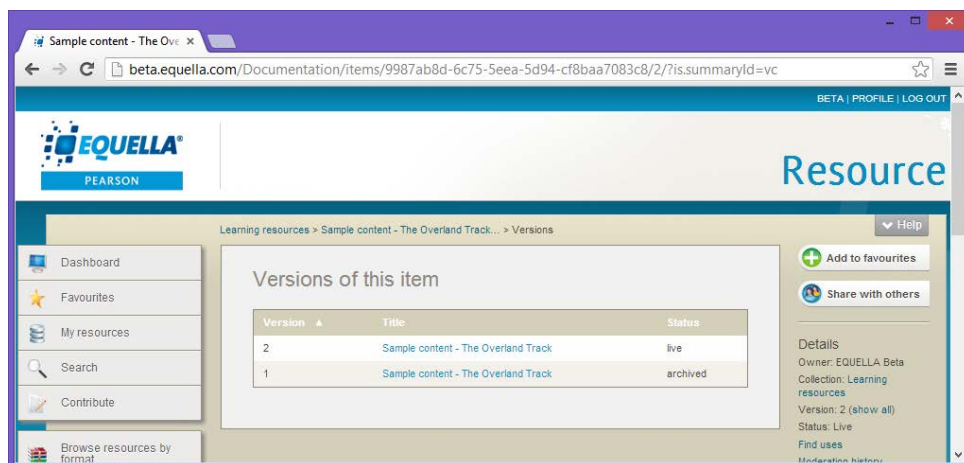 Sample content - The Ove
beta.equella.com/Documentation/items/9987ab8d-6c75-5eea-5d94-cf8baa7083c8/2/?is.summaryId=vc
BETA | PROFILE | LOG OUT
EQUELLA®
PEARSON
Resource
Help
Learning resources > Sample content - The Overland Track... > Versions
Dashboard
Favourites
My resources
Search
Contribute
Browse resources by
format
Versions of this item
Version Title Status
2 Sample content - The Overland Track live
1 Sample content - The Overland Track archived
Add to favourites
Share with others
Details
Owner: EQUELLA Beta
Collection: Learning
resources
Version: 2 (show all)
Status: Live
Find uses
Moderation history